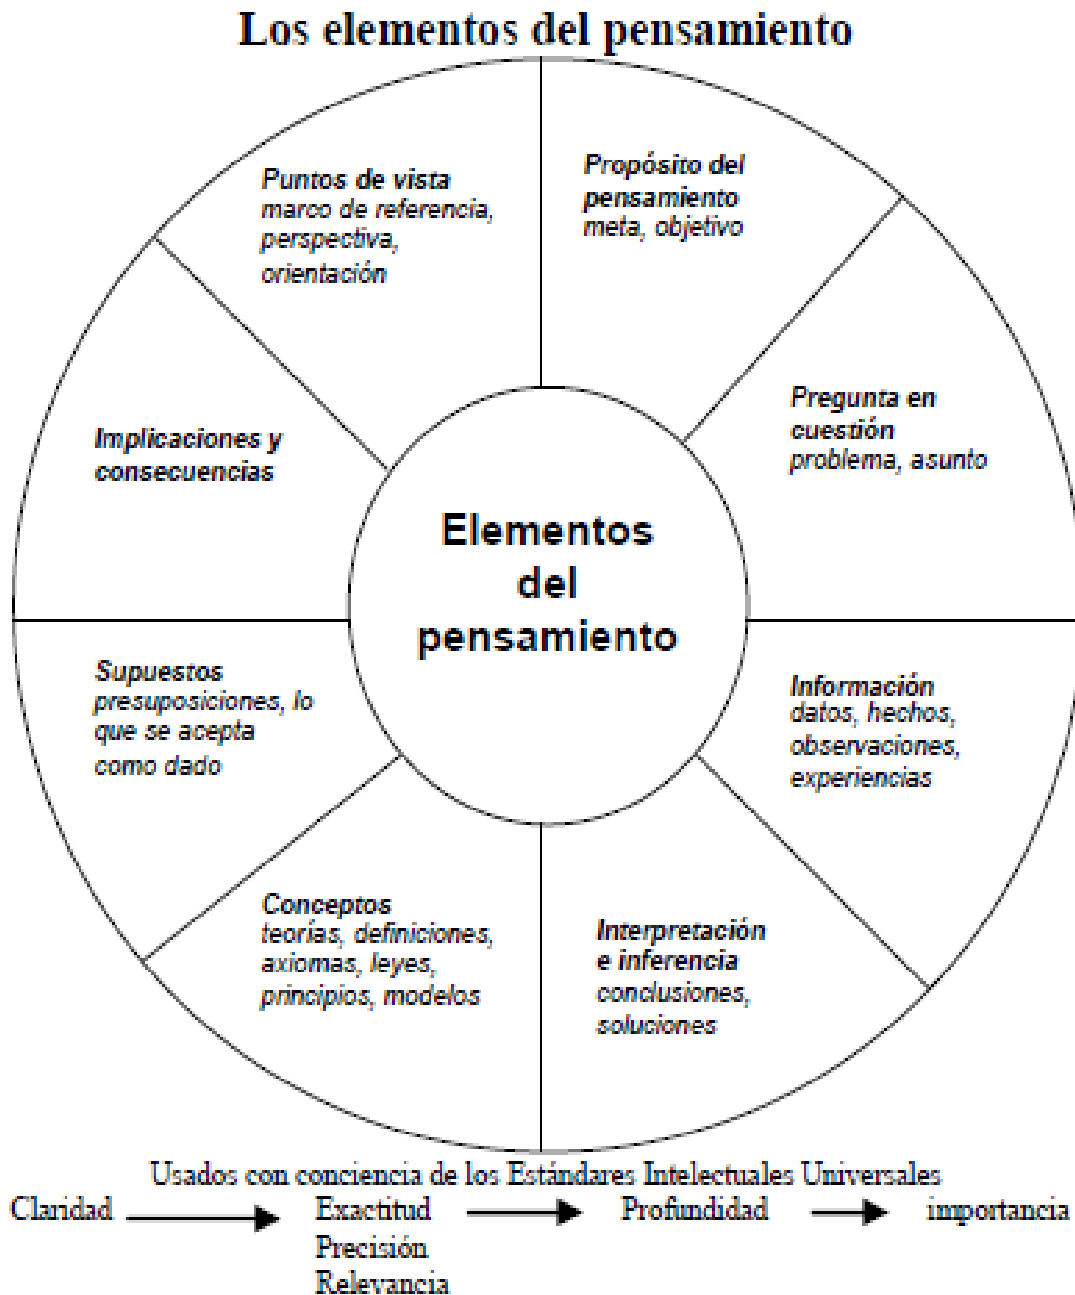 Los elementos del pensamiento
Puntos de vista
marco de referencia,
perspectiva,
orientación
Propósito del
pensamiento
meta, objetivo
Pregunta en
cuestión
problema, asunto
Implicaciones y
consecuencias
Elementos
del
pensamiento
Supuestos
presuposiciones, lo
que se acepta
como dado
Información
datos, hechos,
observaciones,
experiencias
Conceptos
teorías, definiciones,
axiomas, leyes,
principios, modelos
Interpretación
e inferencia
conclusiones,
soluciones
Usados con conciencia de los Estándares Intelectuales Universales
Claridad Exactitud Profundidad importancia
Precisión
Relevancia